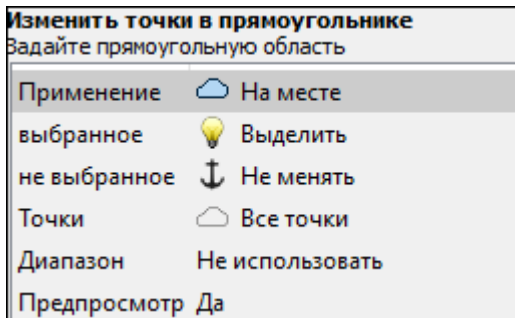 Изменить точки в прямоугольнике
Задайте прямоугольную область
Применение На месте
выбранное Выделить
не выбранное Не менять
Точки Все точки
Диапазон Не использовать
Предпросмотр Да